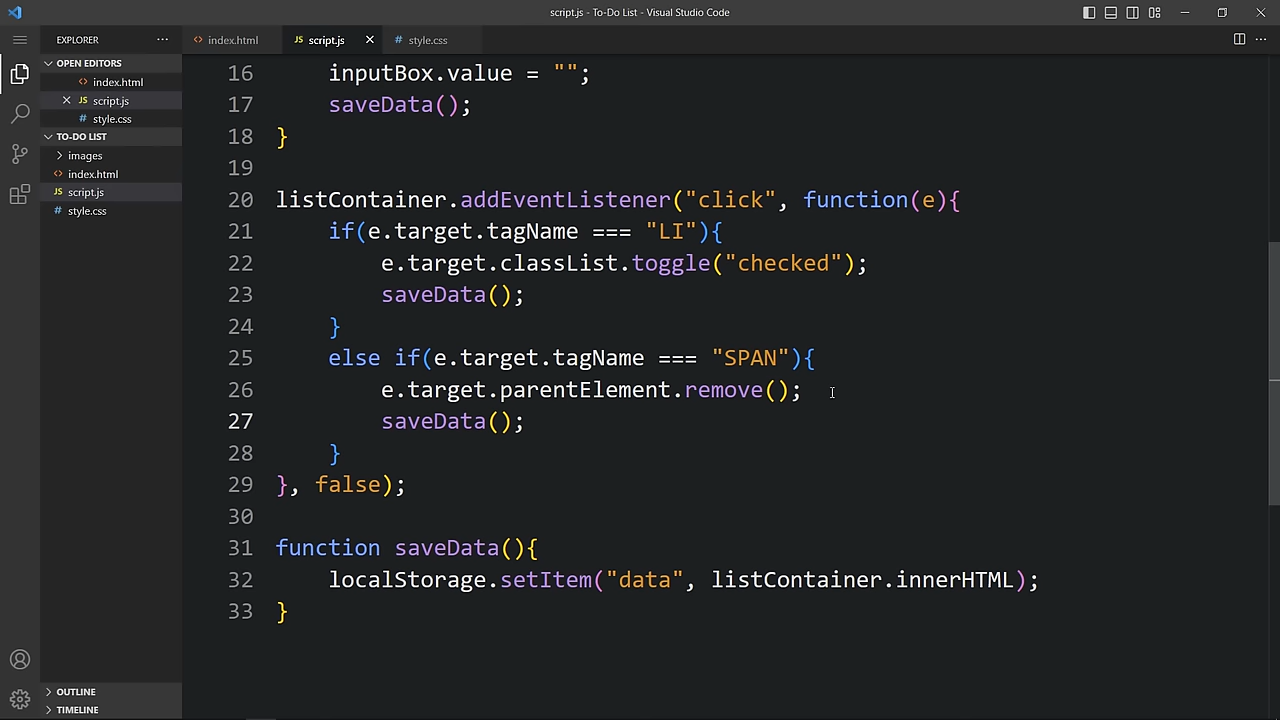 script.js - To-Do List - Visual Studio Code
EXPLORER
OPEN EDITORS
index.html
script.js
style.css
TO-DO LIST
images
index.html
script.js
style.css
OUTLINE
TIMELINE
index.html
script.js
style.css
16 inputBox.value = "";
17 saveData();
18 }
19
20 listContainer.addEventListener("click", function(e){
21 if(e.target.tagName === "LI"){
22 e.target.classList.toggle("checked");
23 saveData();
24 }
25 else if(e.target.tagName === "SPAN"){
26 e.target.parentElement.remove();
27 saveData();
28 }
29 }, false);
30
31 function saveData(){
32 localStorage.setItem("data", listContainer.innerHTML);
33 }